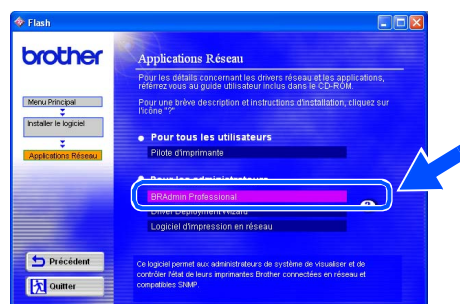 Flash
brother
Applications Réseau
Pour les détails concernant les drivers réseau et les applications,
référrez vous au guide utilisateur inclus dans le CD-ROM.
Pour une brève description et instructions d'installation, cliquez sur
l'icône "?"
Menu Principal
Installer le logiciel
Applications Réseau
Pour tous les utilisateurs
Pilote d'imprimante
Pour les administrateurs
BRAdmin Professional
Driver Deployment Wizard
Logiciel d'impression en réseau
Précédent
Quitter
Ce logiciel permet aux administrateurs de système de visualiser et de
contrôler l'état de leurs imprimantes Brother connectées en réseau et
compatibles SNMP.